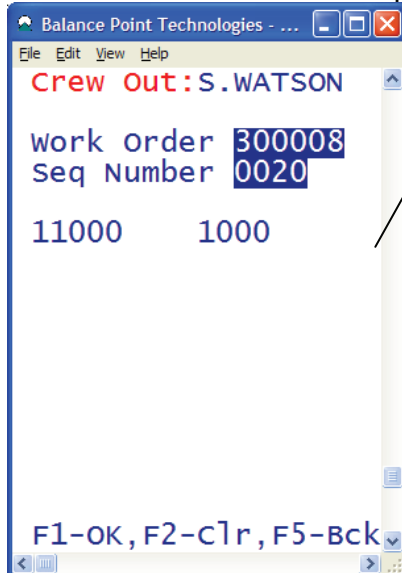 Balance Point Technologies - ...
File Edit View Help
Crew Out:S.WATSON
Work Order 300008
Seq Number 0020
11000 1000
F1-OK,F2-Clr,F5-Bck